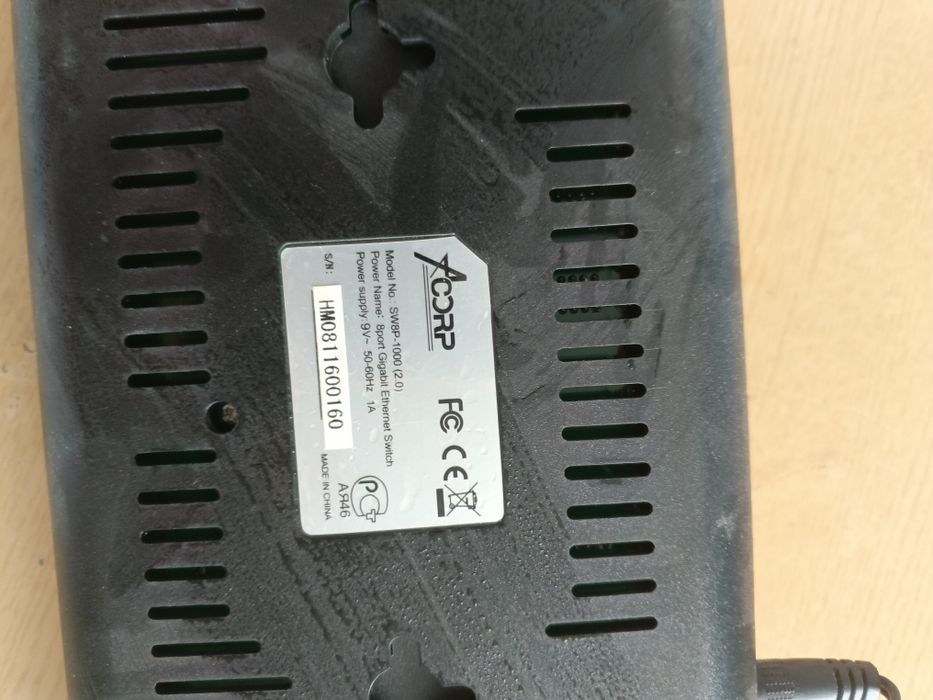 ACORP
FC CE
Model No.: SW8P-1000 (2.0)
Power Name: 8port Gigabit Ethernet Switch
Power supply: 9V~ 50-60Hz 1A
S/N: HM0811600160
АЯ46
MADE IN CHINA